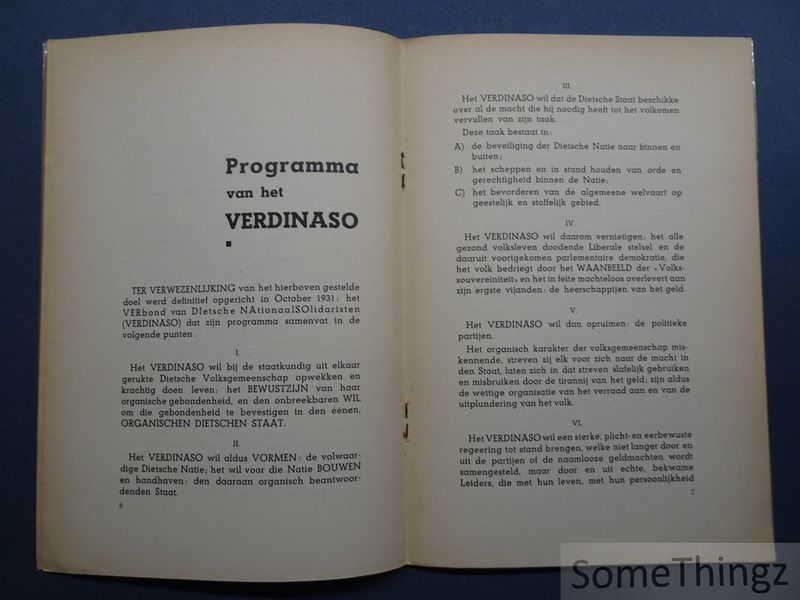 Programma
van het
VERDINASO
TER VERWEZENLIJKING van het hierboven gestelde
doel werd definitief opgericht in October 1931: het
VERbond van DIetsche NAtionaalSOlidaristen
(VERDINASO) dat zijn programma samenvat in de
volgende punten.
I.
Het VERDINASO wil bij de staatkundig uit elkaar
gerukte Dietsche Volksgemeenschap opwekken en
krachtig doen leven: het BEWUSTZIJN van haar
organische gebondenheid, en den onbreekbaren WIL
om die gebondenheid te bevestigen in den éénen,
ORGANISCHEN DIETSCHEN STAAT.
II.
Het VERDINASO wil aldus VORMEN: de volwaar-
dige Dietsche Natie; het wil voor die Natie BOUWEN
en handhaven: den daaraan organisch beantwoor-
denden Staat.
6
III.
Het VERDINASO wil dat de Dietsche Staat beschikke
over al de macht die hij noodig heeft tot het volkomen
vervullen van zijn taak.
Deze taak bestaat in:
A) de beveiliging der Dietsche Natie naar binnen en
buiten;
B) het scheppen en in stand houden van orde en
gerechtigheid binnen de Natie;
C) het bevorderen van de algemeene welvaart op
geestelijk en stoffelijk gebied.
IV.
Het VERDINASO wil daarom vernietigen: het alle
gezond volksleven doodende Liberale stelsel en de
daaruit voortgekomen parlementaire demokratie, die
het volk bedriegt door het WAANBEELD der «Volks-
souvereiniteit» en het in feite machteloos overlevert aan
zijn ergste vijanden: de heerschappijen van het geld.
V.
Het VERDINASO wil dan opruimen: de politieke
partijen.
Het organisch karakter der volksgemeenschap mis-
kennende, streven zij elk voor zich naar de macht in
den Staat, laten zich in dat streven slafelijk gebruiken
en misbruiken door de tirannij van het geld; zijn aldus
de wettige organisatie van het verraad aan en van de
uitplundering van het volk.
VI.
Het VERDINASO wil een sterke, plicht- en eerbewuste
regeering tot stand brengen, welke niet langer door en
uit de partijen of de naamlooze geldmachten wordt
samengesteld, maar door en uit echte, bekwame
Leiders, die met hun leven, met hun persoonlijkheid
7
SomeThingz